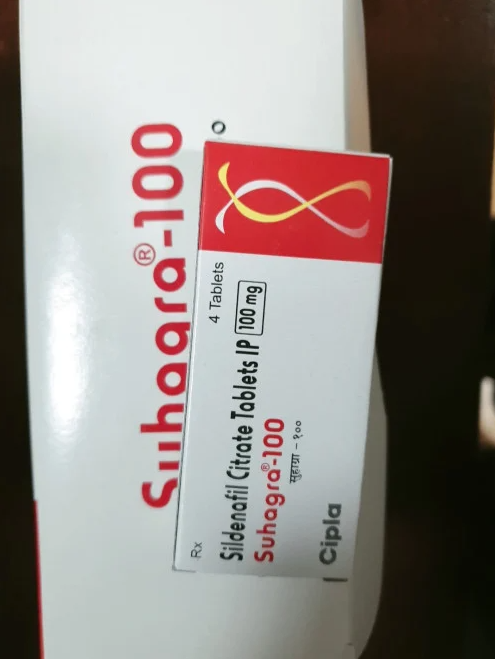 Suhagra®-100
Rx
4 Tablets
Sildenafil Citrate Tablets IP 100 mg
Suhagra®-100
सुहाग्रा – १००
Cipla